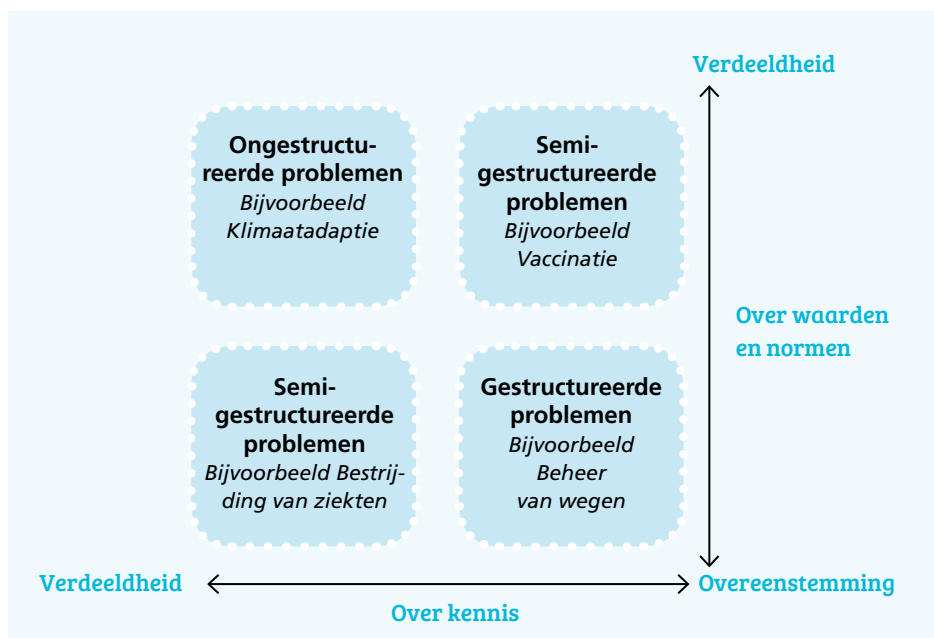 Verdeeldheid
Ongestructu-
reerde problemen
Bijvoorbeeld
Klimaatadaptie
Semi-
gestructureerde
problemen
Bijvoorbeeld
Vaccinatie
Over waarden
en normen
Semi-
gestructureerde
problemen
Bijvoorbeeld Bestrij-
ding van ziekten
Gestructureerde
problemen
Bijvoorbeeld
Beheer
van wegen
Verdeeldheid
Overeenstemming
Over kennis